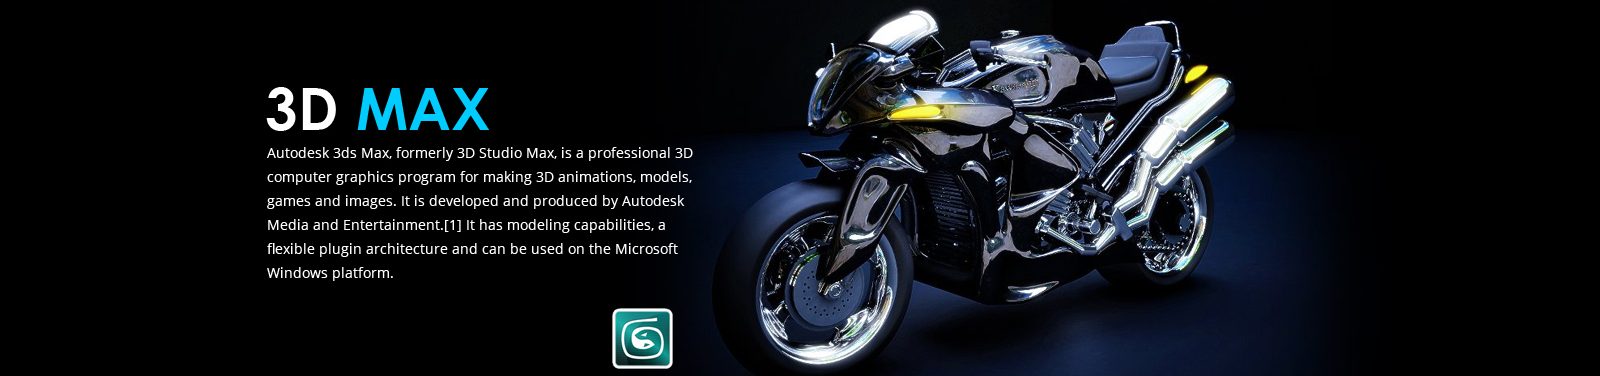 3D MAX
Autodesk 3ds Max, formerly 3D Studio Max, is a professional 3D
computer graphics program for making 3D animations, models,
games and images. It is developed and produced by Autodesk
Media and Entertainment.[1] It has modeling capabilities, a
flexible plugin architecture and can be used on the Microsoft
Windows platform.